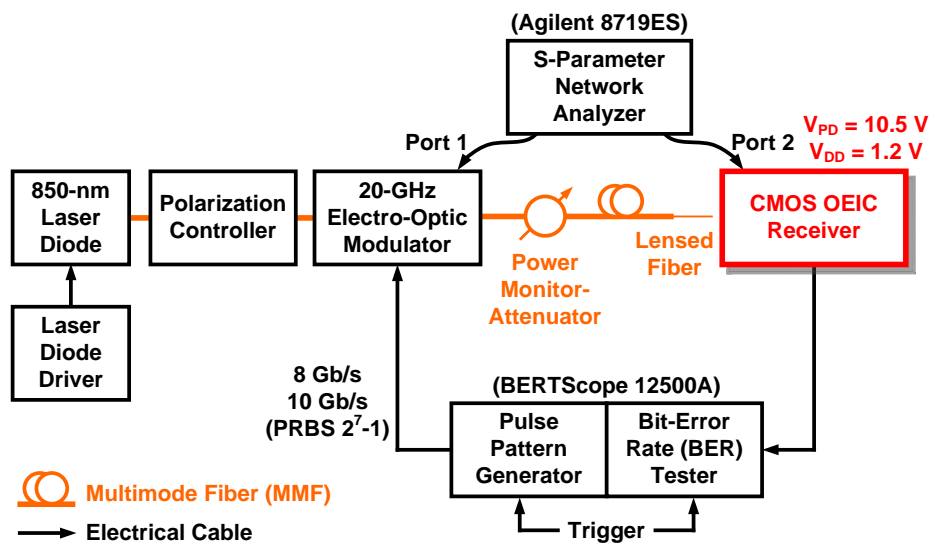 (Agilent 8719ES)
S-Parameter
Network
Analyzer
Port 1
Port 2
V_PD = 10.5 V
V_DD = 1.2 V
850-nm
Laser
Diode
Polarization
Controller
20-GHz
Electro-Optic
Modulator
CMOS OEIC
Receiver
Power
Monitor-
Attenuator
Lensed
Fiber
Laser
Diode
Driver
8 Gb/s
10 Gb/s
(PRBS 2^7-1)
(BERTScope 12500A)
Pulse
Pattern
Generator
Bit-Error
Rate (BER)
Tester
Trigger
Multimode Fiber (MMF)
Electrical Cable